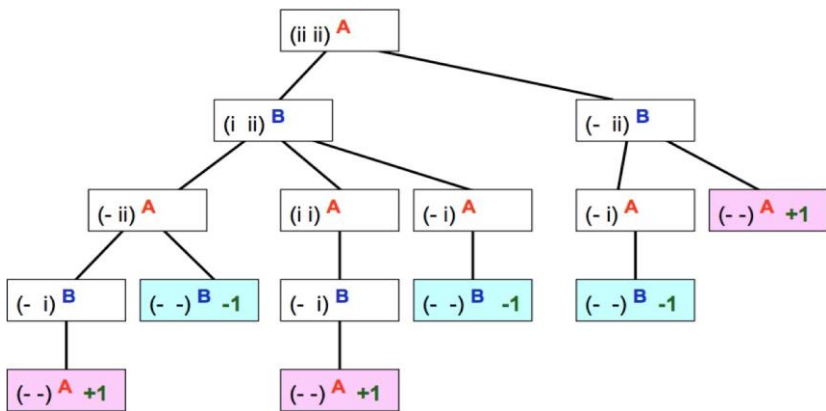 (ii ii) A
(i ii) B
(- ii) B
(- ii) A
(i i) A
(- i) A
(- i) A
(- -) A +1
(- i) B
(- -) B -1
(- i) B
(- -) B -1
(- -) B -1
(- -) A +1
(- -) A +1